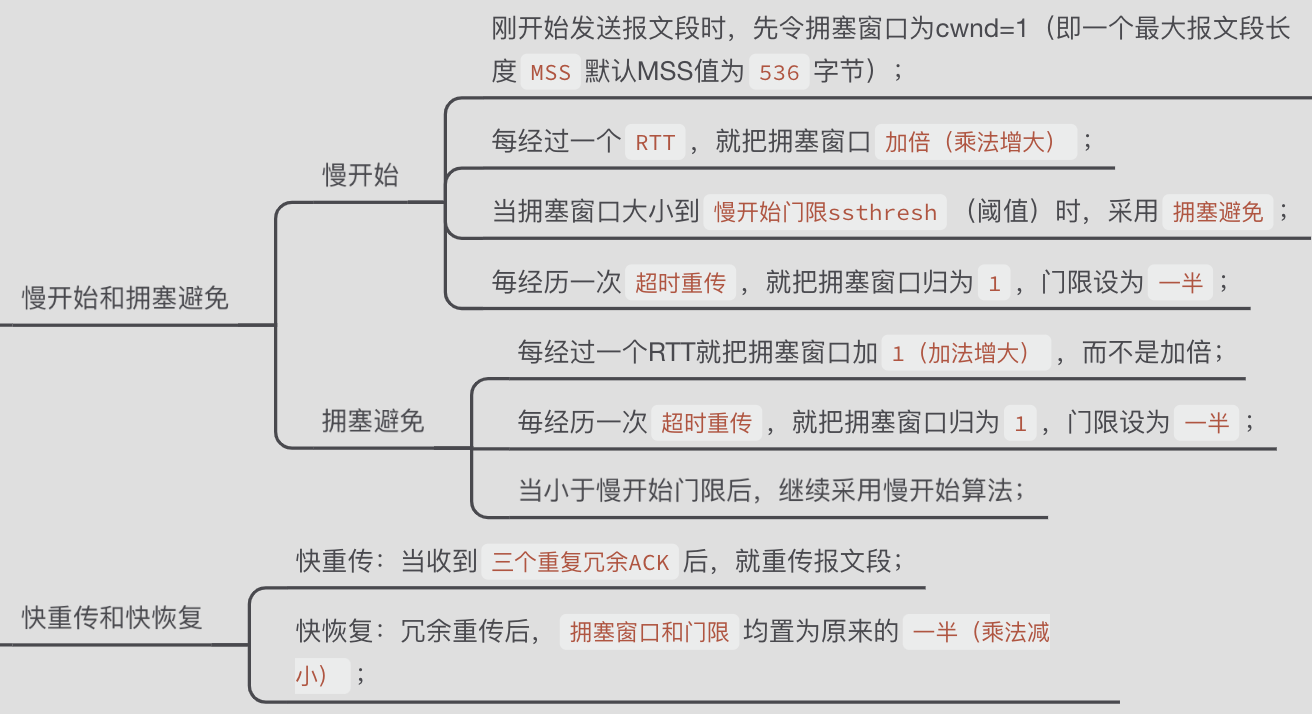 刚开始发送报文段时，先令拥塞窗口为cwnd=1（即一个最大报文段长
度 MSS 默认MSS值为 536 字节）；
每经过一个 RTT ，就把拥塞窗口 加倍（乘法增大） ；
慢开始
当拥塞窗口大小到 慢开始门限ssthresh （阈值）时，采用 拥塞避免 ；
每经历一次 超时重传 ，就把拥塞窗口归为 1 ，门限设为 一半 ；
慢开始和拥塞避免
每经过一个RTT就把拥塞窗口加 1（加法增大） ，而不是加倍；
拥塞避免
每经历一次 超时重传 ，就把拥塞窗口归为 1 ，门限设为 一半 ；
当小于慢开始门限后，继续采用慢开始算法；
快重传：当收到 三个重复冗余ACK 后，就重传报文段；
快重传和快恢复
快恢复：冗余重传后， 拥塞窗口和门限 均置为原来的 一半（乘法减
小） ；